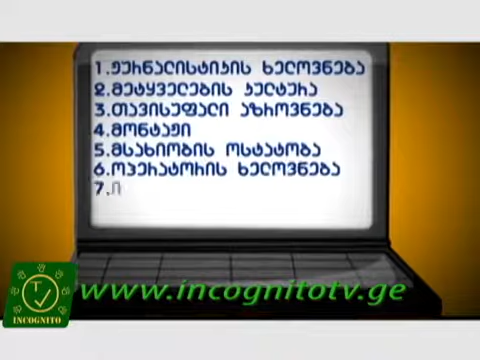 1.ჟურნალისტიკის ხელოვნება
2.მეტყველების კულტურა
3.თავისუფალი აზროვნება
4.მონტაჟი
5.მსახიობის ოსტატობა
6.ოპერატორის ხელოვნება
7.
www.incognitotv.ge
T
INCOGNITO